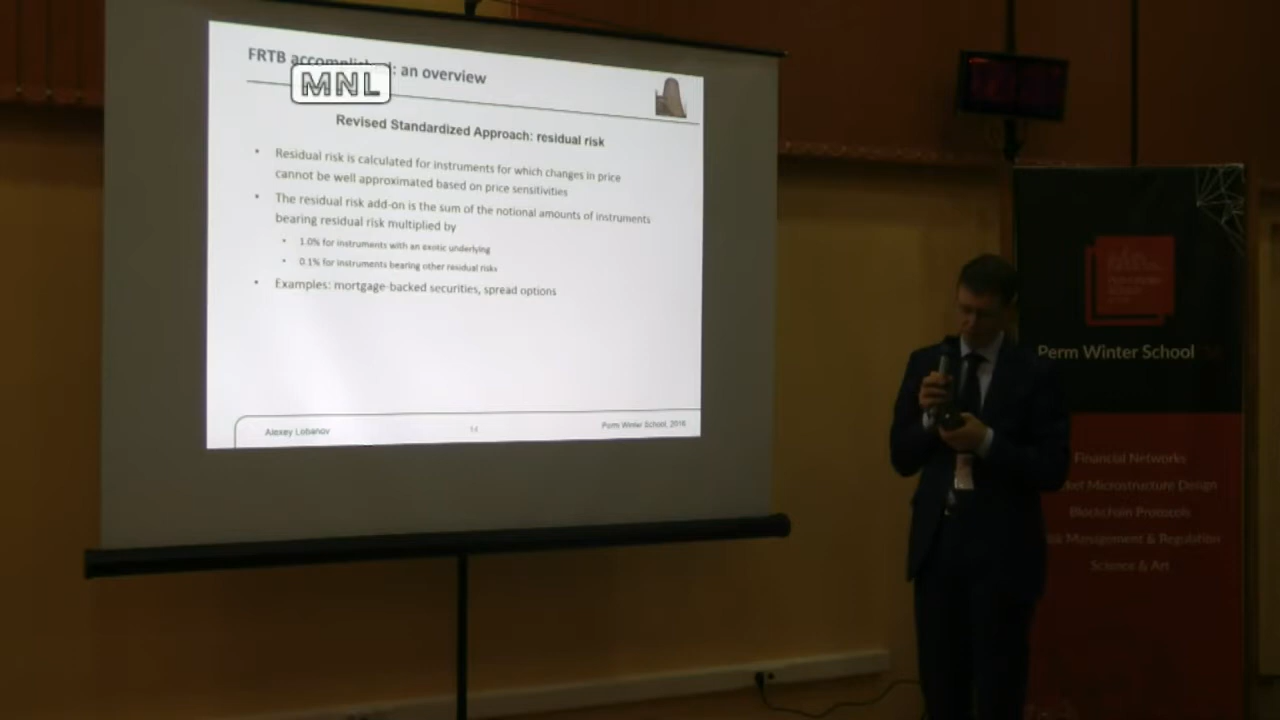 FRTB accomplished: an overview
MNL
Revised Standardized Approach: residual risk
• Residual risk is calculated for instruments for which changes in price
cannot be well approximated based on price sensitivities
• The residual risk add-on is the sum of the notional amounts of instruments
bearing residual risk multiplied by
• 1.0% for instruments with an exotic underlying
• 0.1% for instruments bearing other residual risks
• Examples: mortgage-backed securities, spread options
Alexey Lobanov
14
Perm Winter School, 2016
Perm Winter School
Financial Networks
Microstructure Design
Blockchain Protocols
Management & Regulation
Science & Art